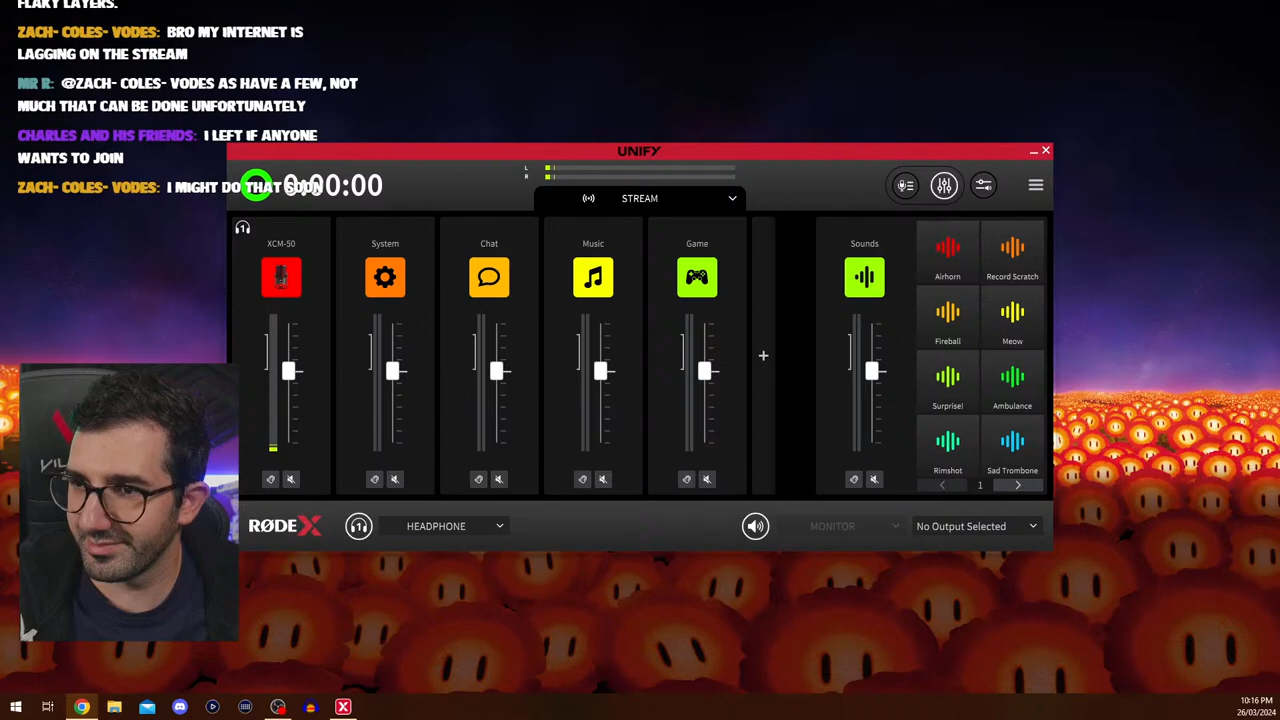 FLAKY LAYERS.
ZACH- COLES- VODES: BRO MY INTERNET IS
LAGGING ON THE STREAM
MR R: @ZACH- COLES- VODES AS HAVE A FEW, NOT
MUCH THAT CAN BE DONE UNFORTUNATELY
CHARLES AND HIS FRIENDS: I LEFT IF ANYONE
WANTS TO JOIN
ZACH- COLES- VODES: I MIGHT DO THAT SOON
UNIFY
0:00:00
L
R
STREAM
XCM-50
System
Chat
Music
Game
Sounds
Airhorn
Record Scratch
Fireball
Meow
Surprise!
Ambulance
Rimshot
Sad Trombone
1
RØDEX
1
HEADPHONE
MONITOR
No Output Selected
10:16 PM
26/03/2024